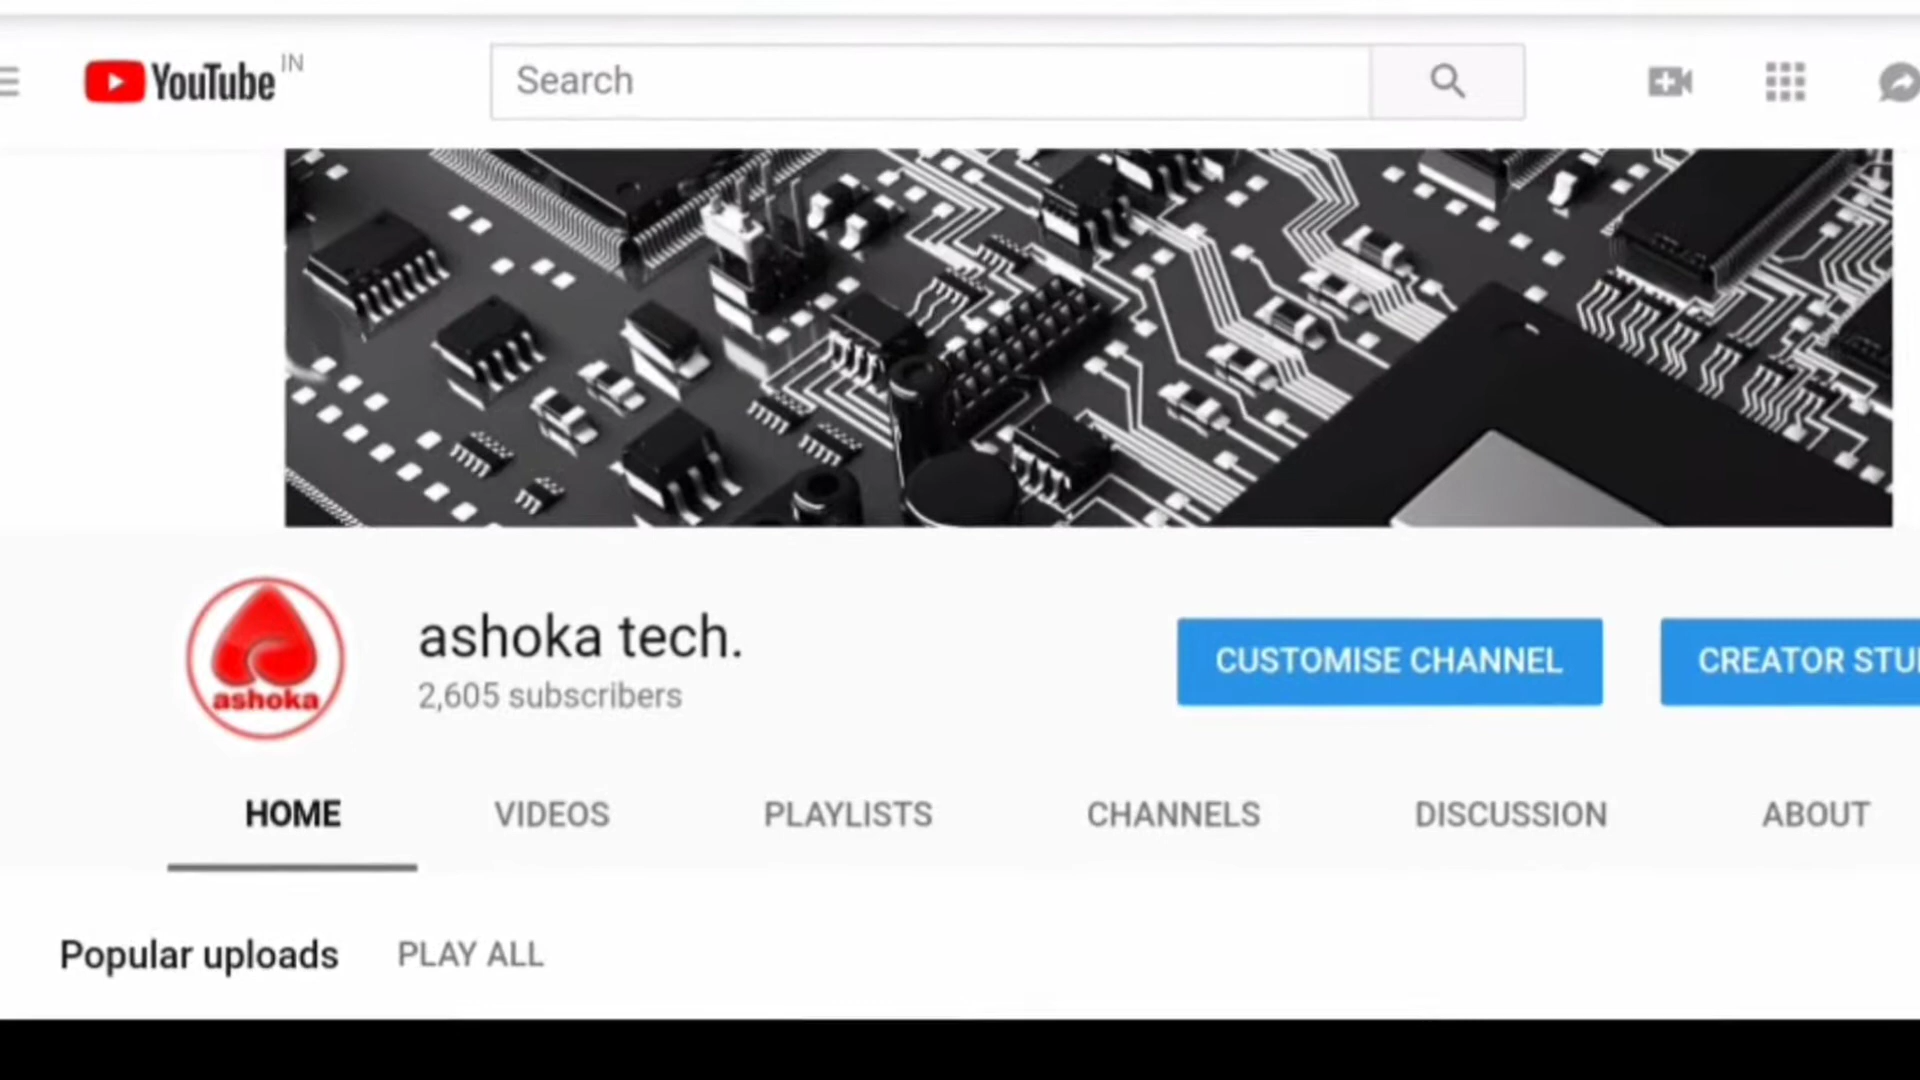 YouTube IN
Search
ashoka
ashoka tech.
2,605 subscribers
CUSTOMISE CHANNEL
CREATOR STU
HOME
VIDEOS
PLAYLISTS
CHANNELS
DISCUSSION
ABOUT
Popular uploads
PLAY ALL